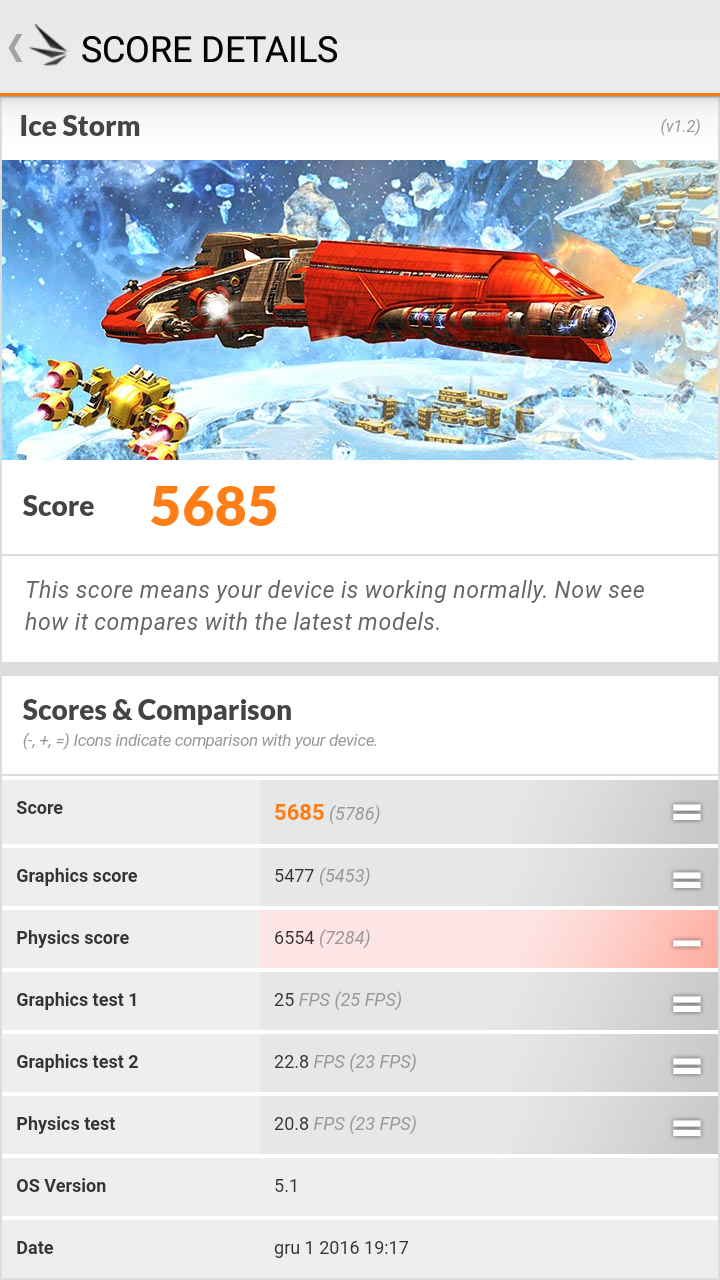 SCORE DETAILS
Ice Storm (v1.2)
Score 5685
This score means your device is working normally. Now see
how it compares with the latest models.
Scores & Comparison
(-, +, =) Icons indicate comparison with your device.
Score 5685 (5786)
Graphics score 5477 (5453)
Physics score 6554 (7284)
Graphics test 1 25 FPS (25 FPS)
Graphics test 2 22.8 FPS (23 FPS)
Physics test 20.8 FPS (23 FPS)
OS Version 5.1
Date gru 1 2016 19:17